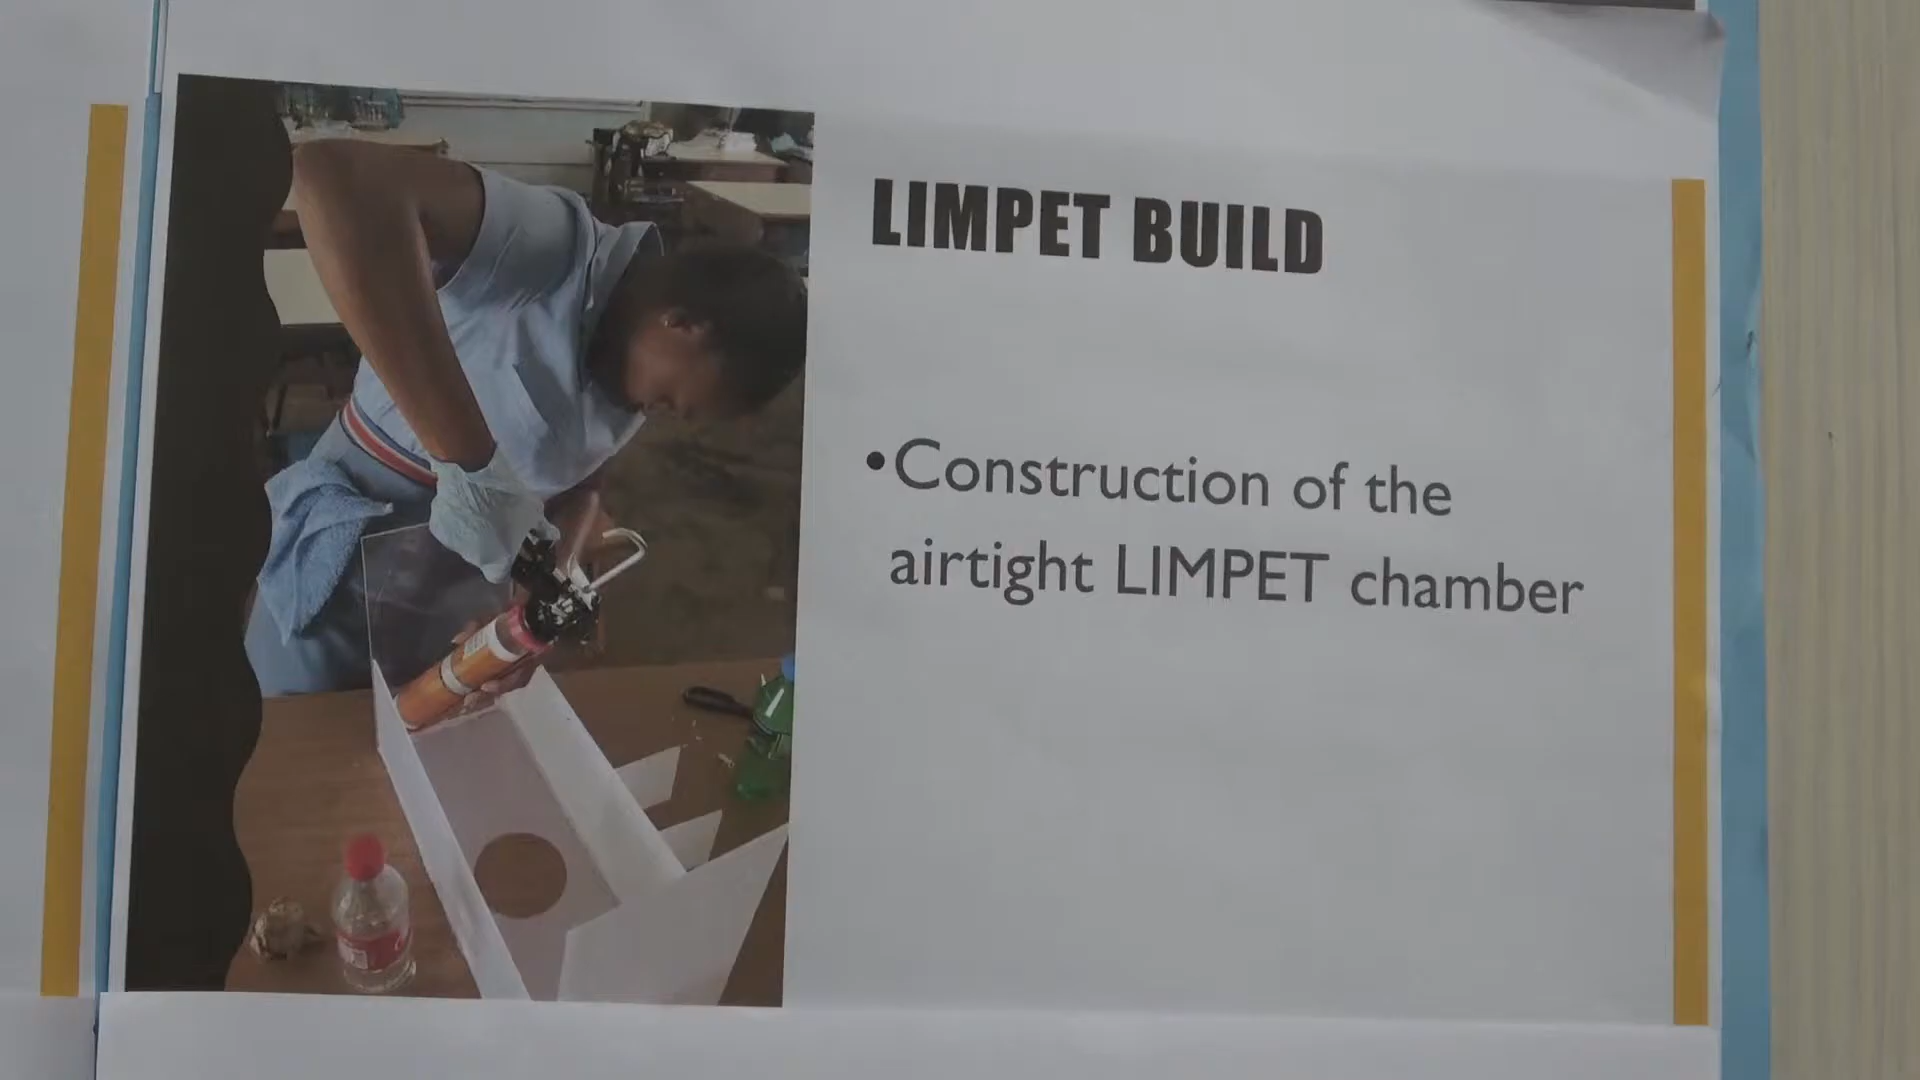 LIMPET BUILD
•Construction of the
airtight LIMPET chamber